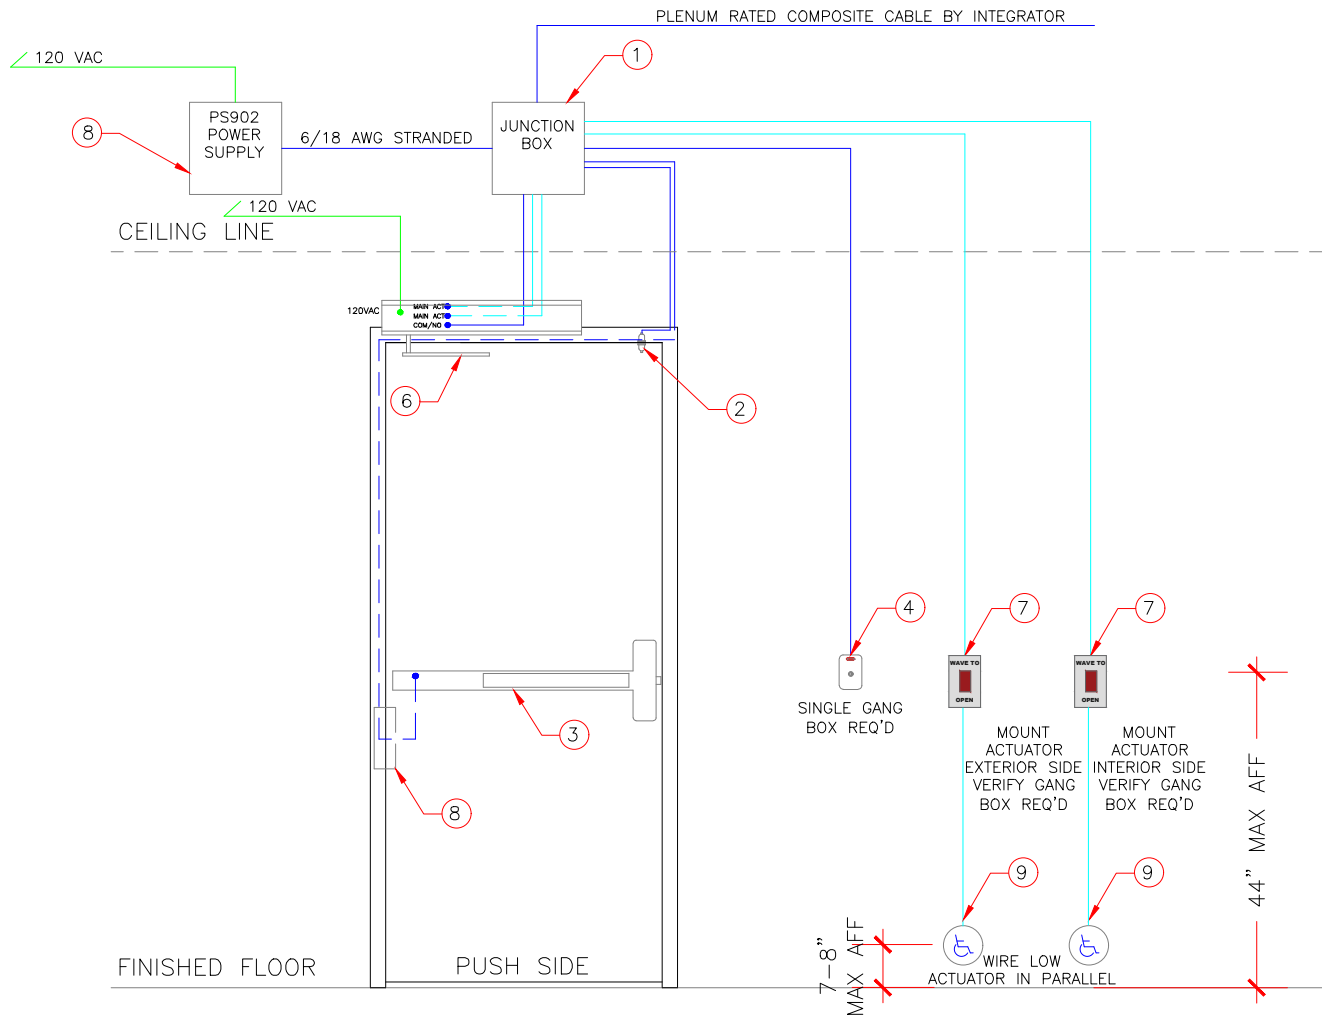 PLENUM RATED COMPOSITE CABLE BY INTEGRATOR
120 VAC
1
PS902
POWER
SUPPLY
8
6/18 AWG STRANDED
JUNCTION
BOX
120 VAC
CEILING LINE
120VAC
MAIN ACT
MAIN ACT
COM/NO
6
2
4
7
7
WAVE TO
OPEN
WAVE TO
OPEN
SINGLE GANG
BOX REQ'D
3
MOUNT
ACTUATOR
EXTERIOR SIDE
VERIFY GANG
BOX REQ'D
MOUNT
ACTUATOR
INTERIOR SIDE
VERIFY GANG
BOX REQ'D
8
44" MAX AFF
9
9
7-8"
MAX AFF
WIRE LOW
ACTUATOR IN PARALLEL
FINISHED FLOOR
PUSH SIDE